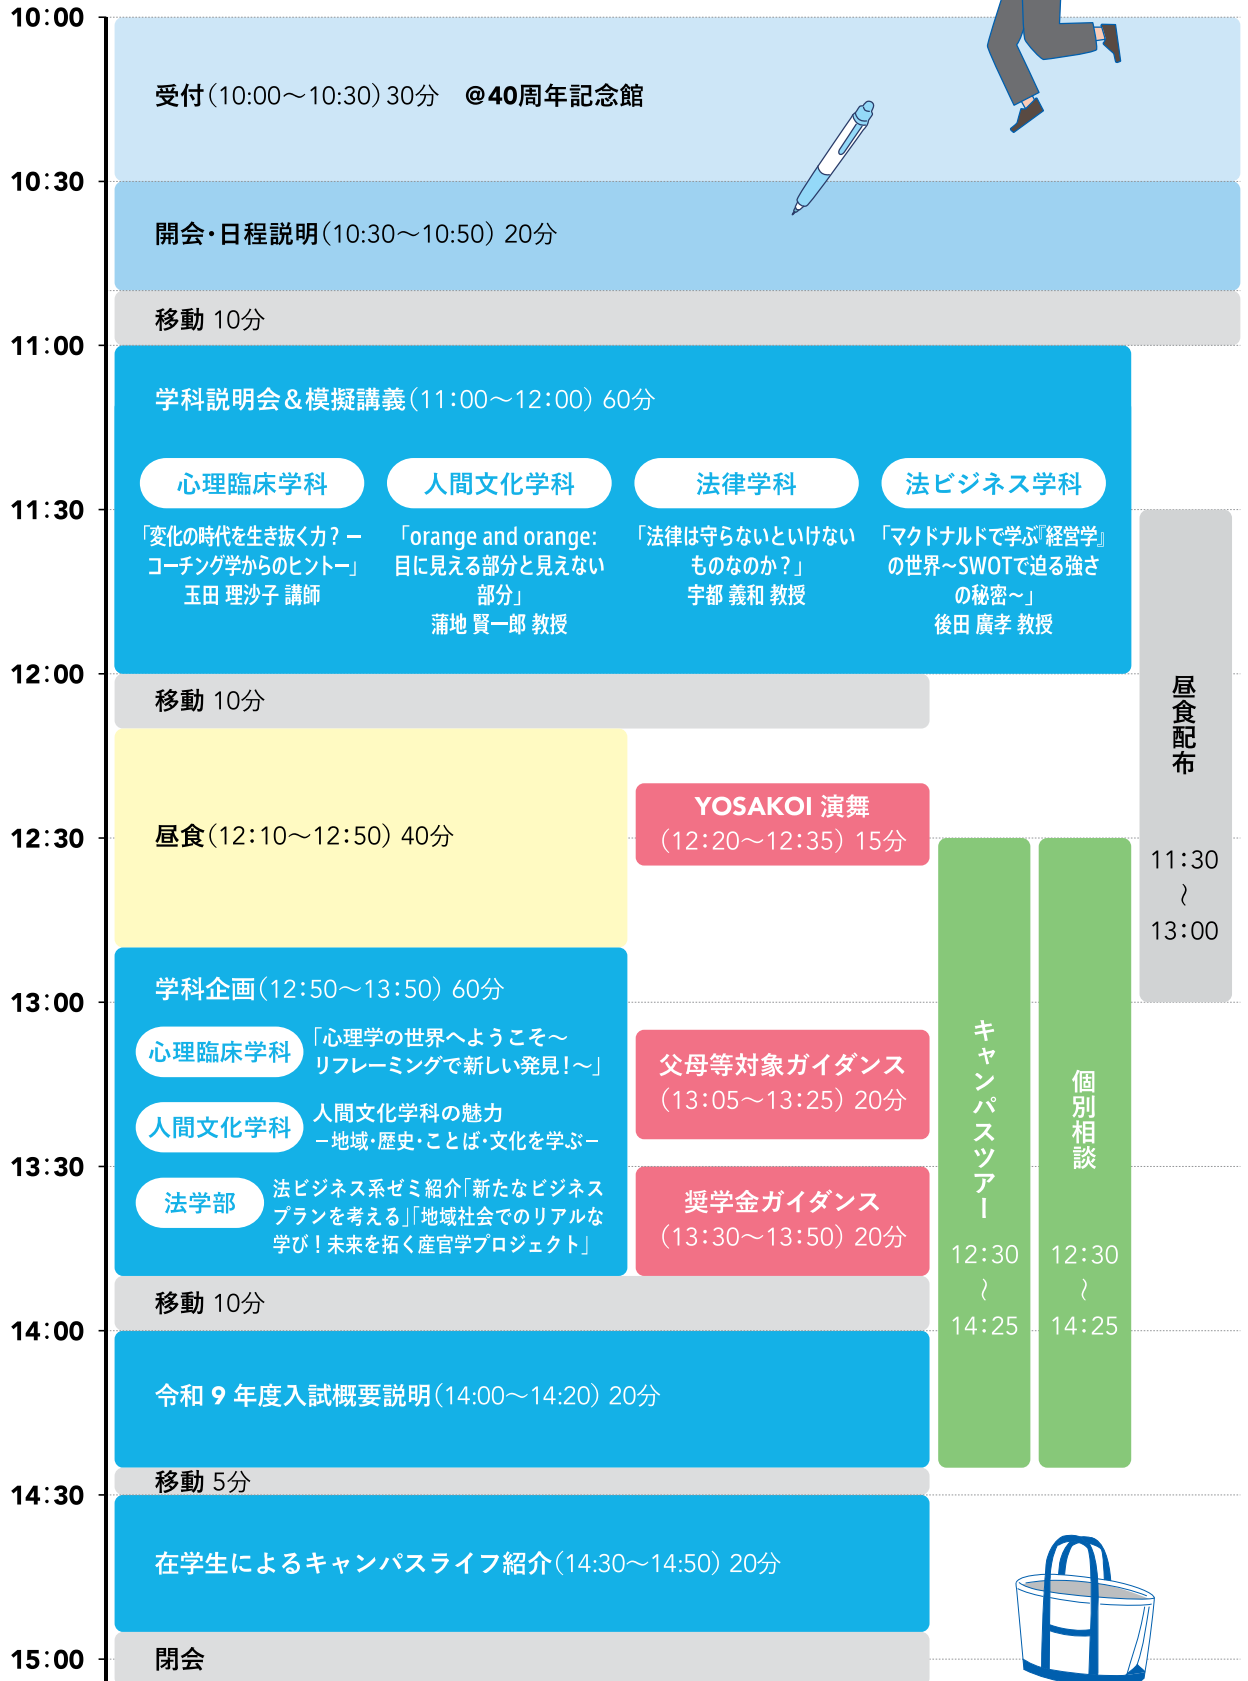 10:00
受付(10:00〜10:30)30分 @40周年記念館
10:30
開会・日程説明(10:30〜10:50) 20分
移動 10分
11:00
学科説明会&模擬講義(11:00〜12:00) 60分
心理臨床学科
「変化の時代を生き抜く力？ー
コーチング学からのヒントー」
玉田 理沙子 講師
人間文化学科
「orange and orange:
目に見える部分と見えない
部分」
蒲地 賢一郎 教授
法律学科
「法律は守らないといけない
ものなのか？」
宇都 義和 教授
法ビジネス学科
「マクドナルドで学ぶ『経営学』
の世界〜SWOTで迫る強さ
の秘密〜」
後田 廣孝 教授
11:30
昼食配布
11:30
〜
13:00
12:00
移動 10分
昼食(12:10〜12:50) 40分
YOSAKOI 演舞
(12:20〜12:35) 15分
12:30
キャンパスツアー
12:30
〜
14:25
個別相談
12:30
〜
14:25
学科企画(12:50〜13:50) 60分
13:00
心理臨床学科
「心理学の世界へようこそ〜
リフレーミングで新しい発見！〜」
人間文化学科
人間文化学科の魅力
－地域・歴史・ことば・文化を学ぶ－
法学部
法ビジネス系ゼミ紹介「新たなビジネス
プランを考える」「地域社会でのリアルな
学び！未来を拓く産官学プロジェクト」
父母等対象ガイダンス
(13:05〜13:25) 20分
13:30
奨学金ガイダンス
(13:30〜13:50) 20分
移動 10分
14:00
令和 9 年度入試概要説明(14:00〜14:20) 20分
移動 5分
14:30
在学生によるキャンパスライフ紹介(14:30〜14:50) 20分
15:00
閉会